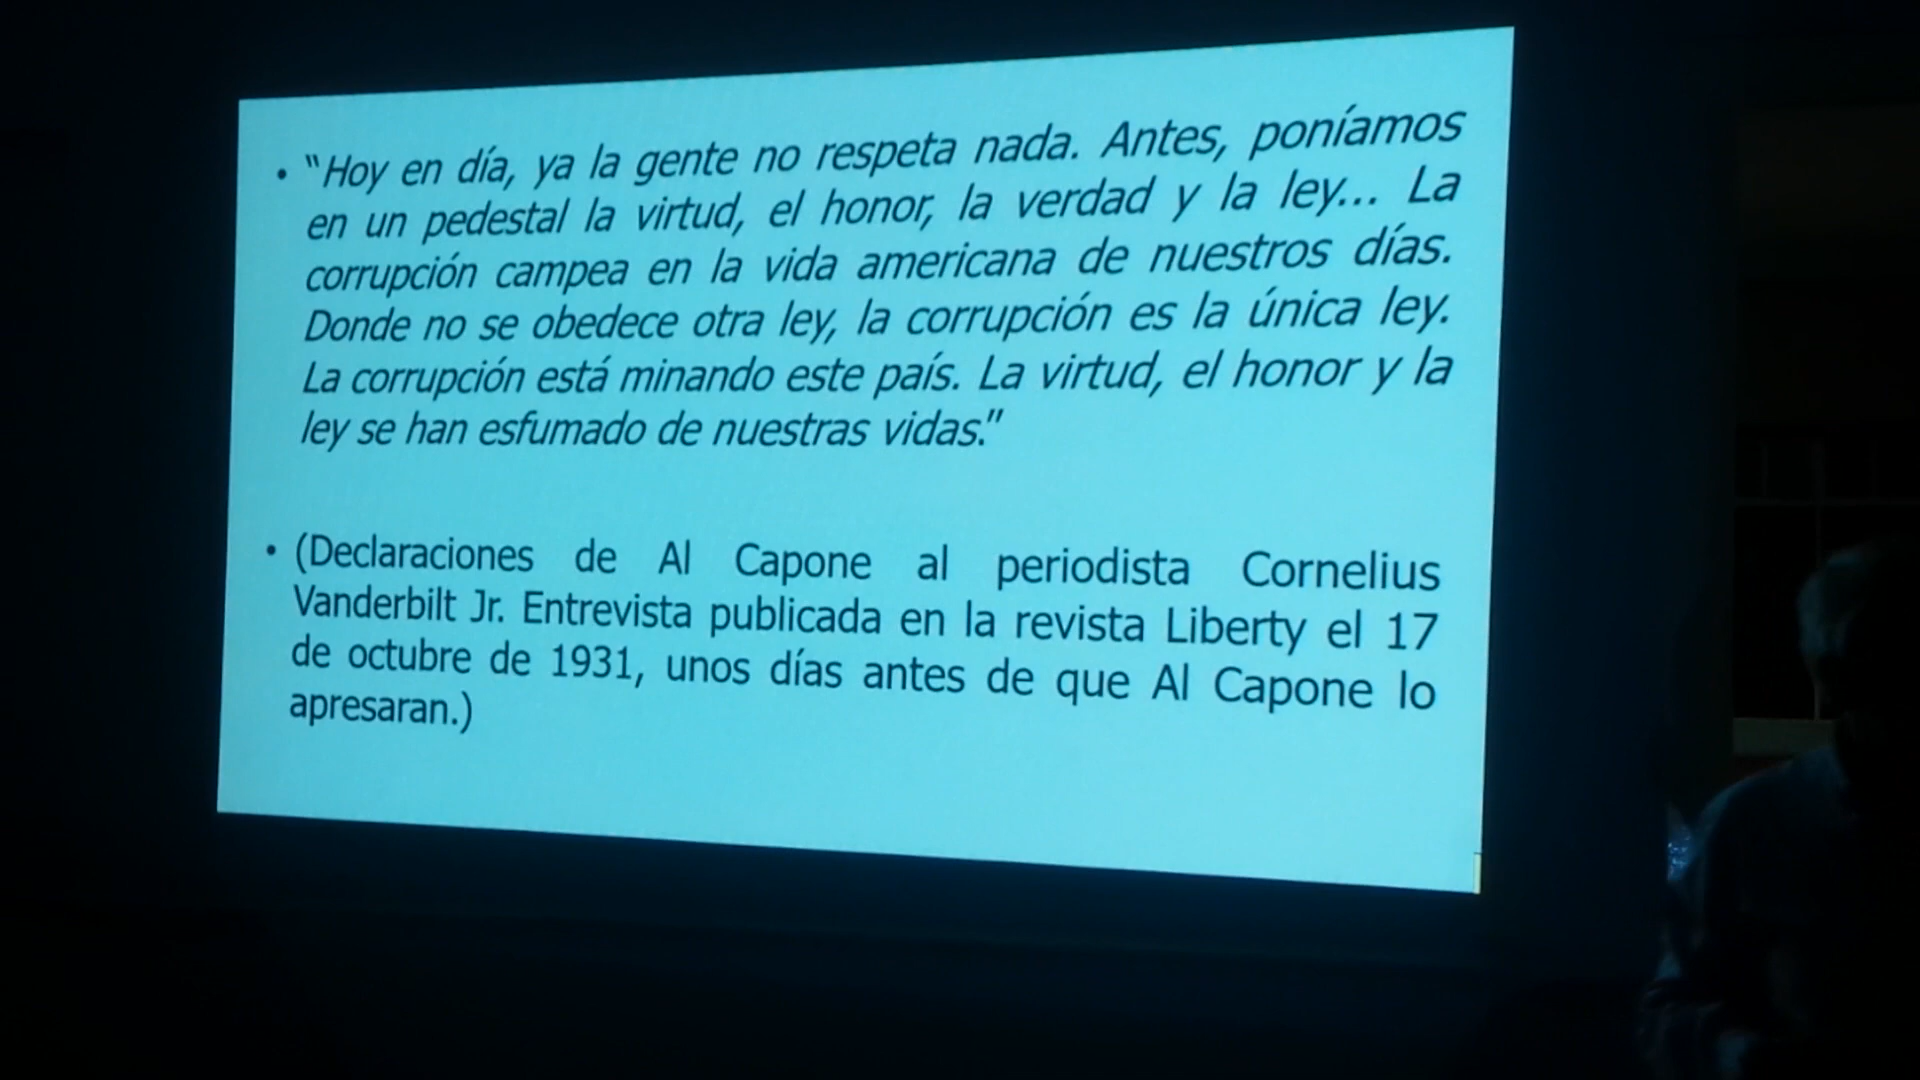 • "Hoy en día, ya la gente no respeta nada. Antes, poníamos
en un pedestal la virtud, el honor, la verdad y la ley... La
corrupción campea en la vida americana de nuestros días.
Donde no se obedece otra ley, la corrupción es la única ley.
La corrupción está minando este país. La virtud, el honor y la
ley se han esfumado de nuestras vidas."
• (Declaraciones de Al Capone al periodista Cornelius
Vanderbilt Jr. Entrevista publicada en la revista Liberty el 17
de octubre de 1931, unos días antes de que Al Capone lo
apresaran.)